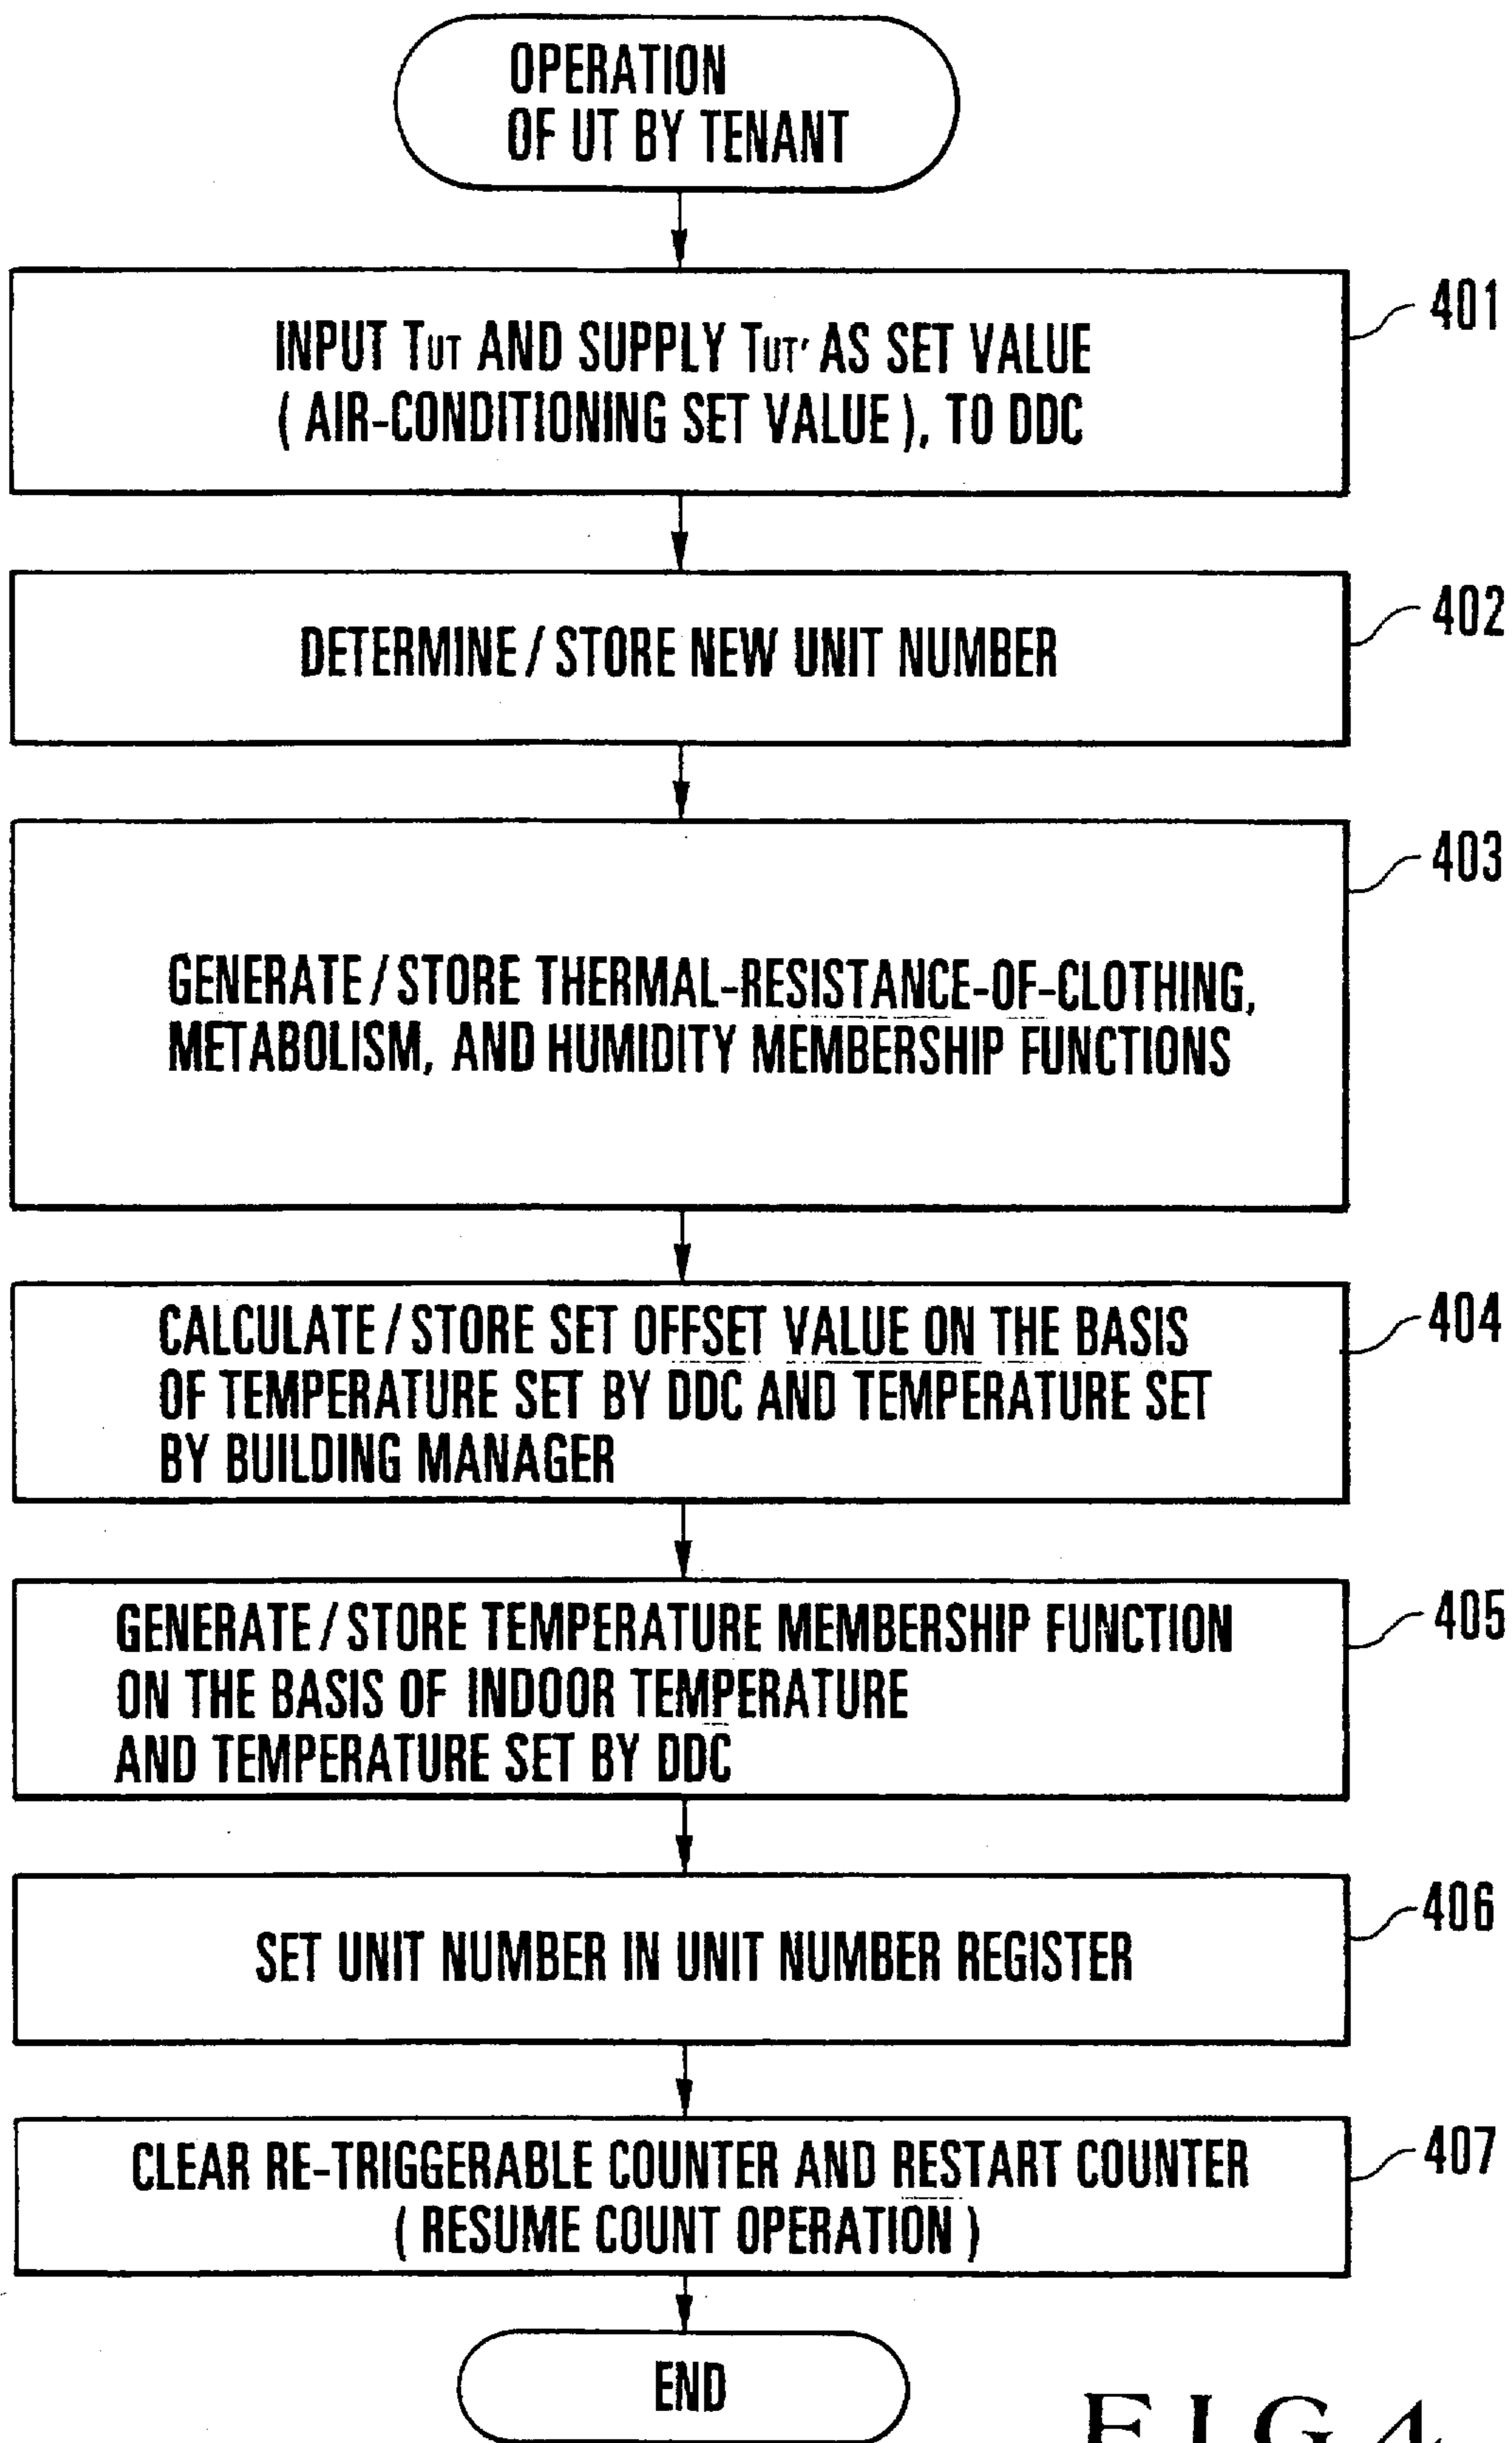 OPERATION
OF UT BY TENANT
INPUT TUT AND SUPPLY TUT' AS SET VALUE
( AIR-CONDITIONING SET VALUE ), TO DDC
401
DETERMINE / STORE NEW UNIT NUMBER
402
GENERATE / STORE THERMAL-RESISTANCE-OF-CLOTHING,
METABOLISM, AND HUMIDITY MEMBERSHIP FUNCTIONS
403
CALCULATE / STORE SET OFFSET VALUE ON THE BASIS
OF TEMPERATURE SET BY DDC AND TEMPERATURE SET
BY BUILDING MANAGER
404
GENERATE / STORE TEMPERATURE MEMBERSHIP FUNCTION
ON THE BASIS OF INDOOR TEMPERATURE
AND TEMPERATURE SET BY DDC
405
SET UNIT NUMBER IN UNIT NUMBER REGISTER
406
CLEAR RE-TRIGGERABLE COUNTER AND RESTART COUNTER
( RESUME COUNT OPERATION )
407
END
FIG.4